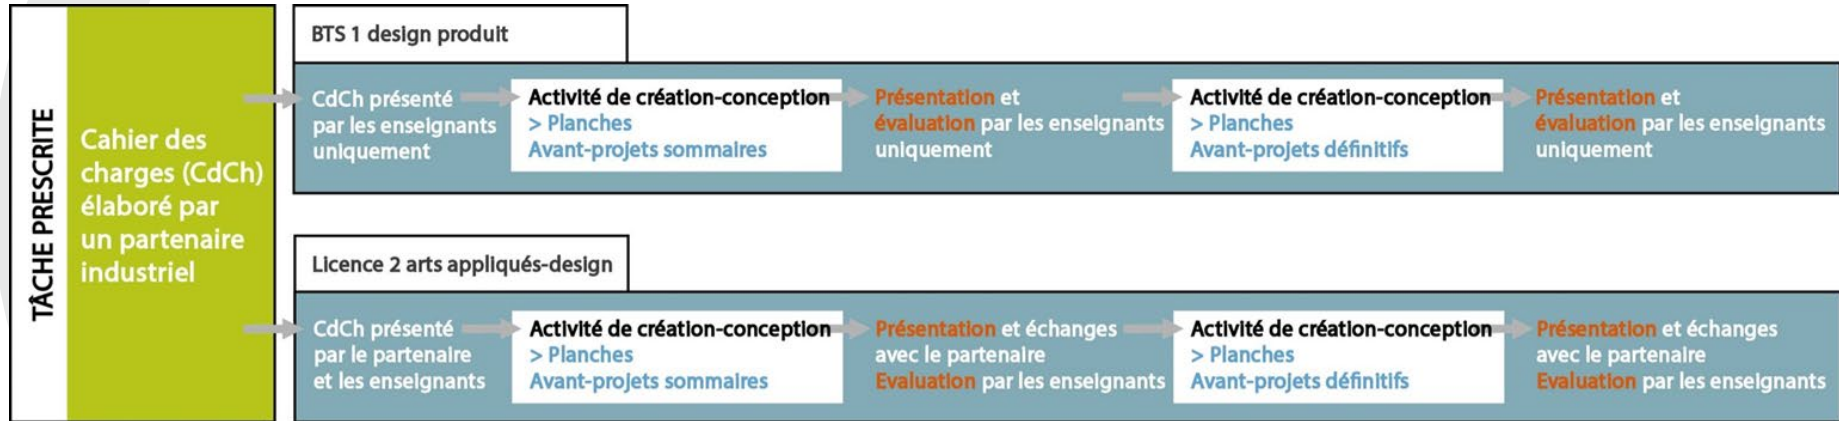 TÂCHE PRESCRITE
Cahier des
charges (CdCh)
élaboré par
un partenaire
industriel
BTS 1 design produit
CdCh présenté
par les enseignants
uniquement
Activité de création-conception
> Planches
Avant-projets sommaires
Présentation et
évaluation par les enseignants
uniquement
Activité de création-conception
> Planches
Avant-projets définitifs
Présentation et
évaluation par les enseignants
uniquement
Licence 2 arts appliqués-design
CdCh présenté
par le partenaire
et les enseignants
Activité de création-conception
> Planches
Avant-projets sommaires
Présentation et échanges
avec le partenaire
Evaluation par les enseignants
Activité de création-conception
> Planches
Avant-projets définitifs
Présentation et échanges
avec le partenaire
Evaluation par les enseignants